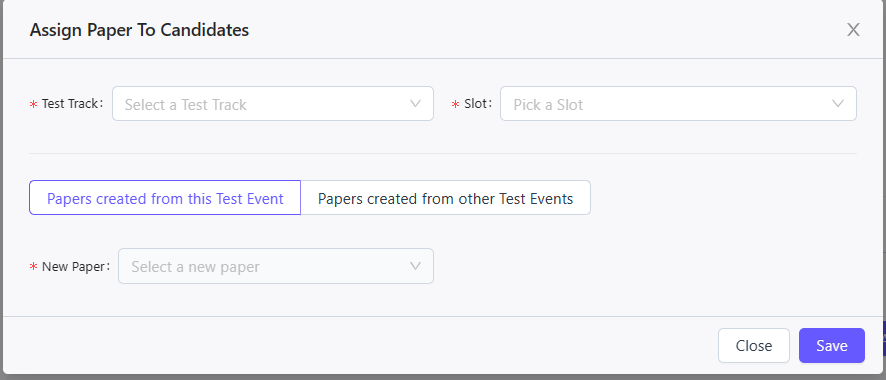 Assign Paper To Candidates
* Test Track: Select a Test Track * Slot: Pick a Slot
Papers created from this Test Event Papers created from other Test Events
* New Paper: Select a new paper
Close Save